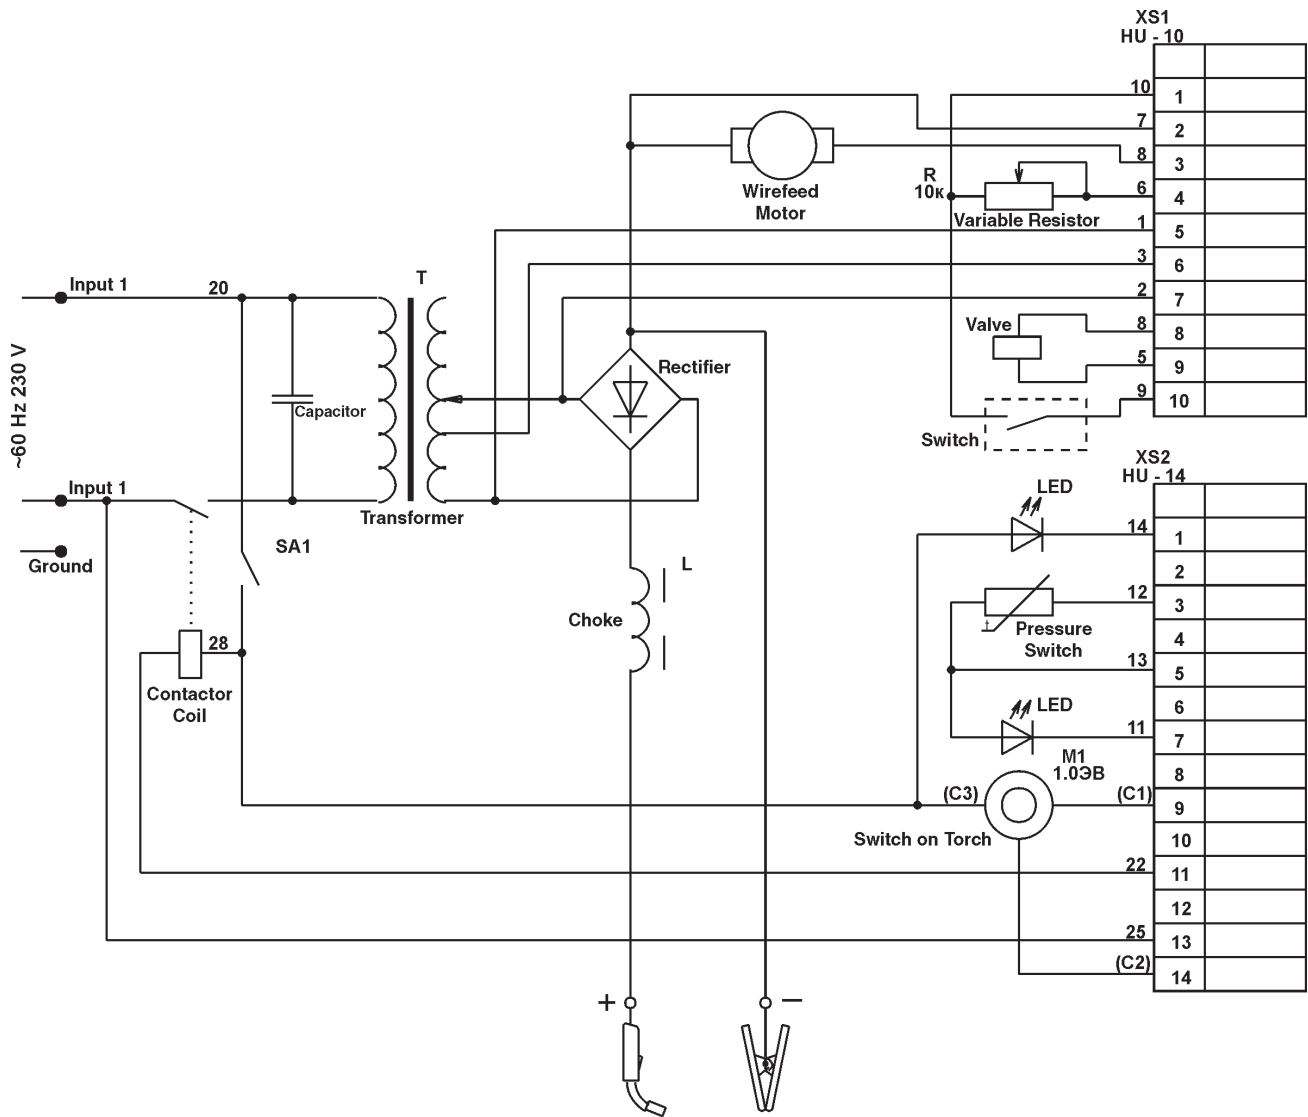 XS1
HU - 10
10
1
7
2
8
3
R
10к
6
4
Wirefeed
Motor
Variable Resistor
1
5
3
6
T
Input 1
20
2
7
Valve
8
8
~60 Hz 230 V
Rectifier
5
9
Capacitor
9
10
Switch
XS2
HU - 14
Input 1
LED
Transformer
14
1
SA1
Ground
2
L
12
3
Choke
Pressure
Switch
4
28
13
5
Contactor
Coil
LED
6
11
7
M1
1.0ЭВ
8
(C3)
(C1)
9
Switch on Torch
10
22
11
12
25
13
(C2)
14
+
−